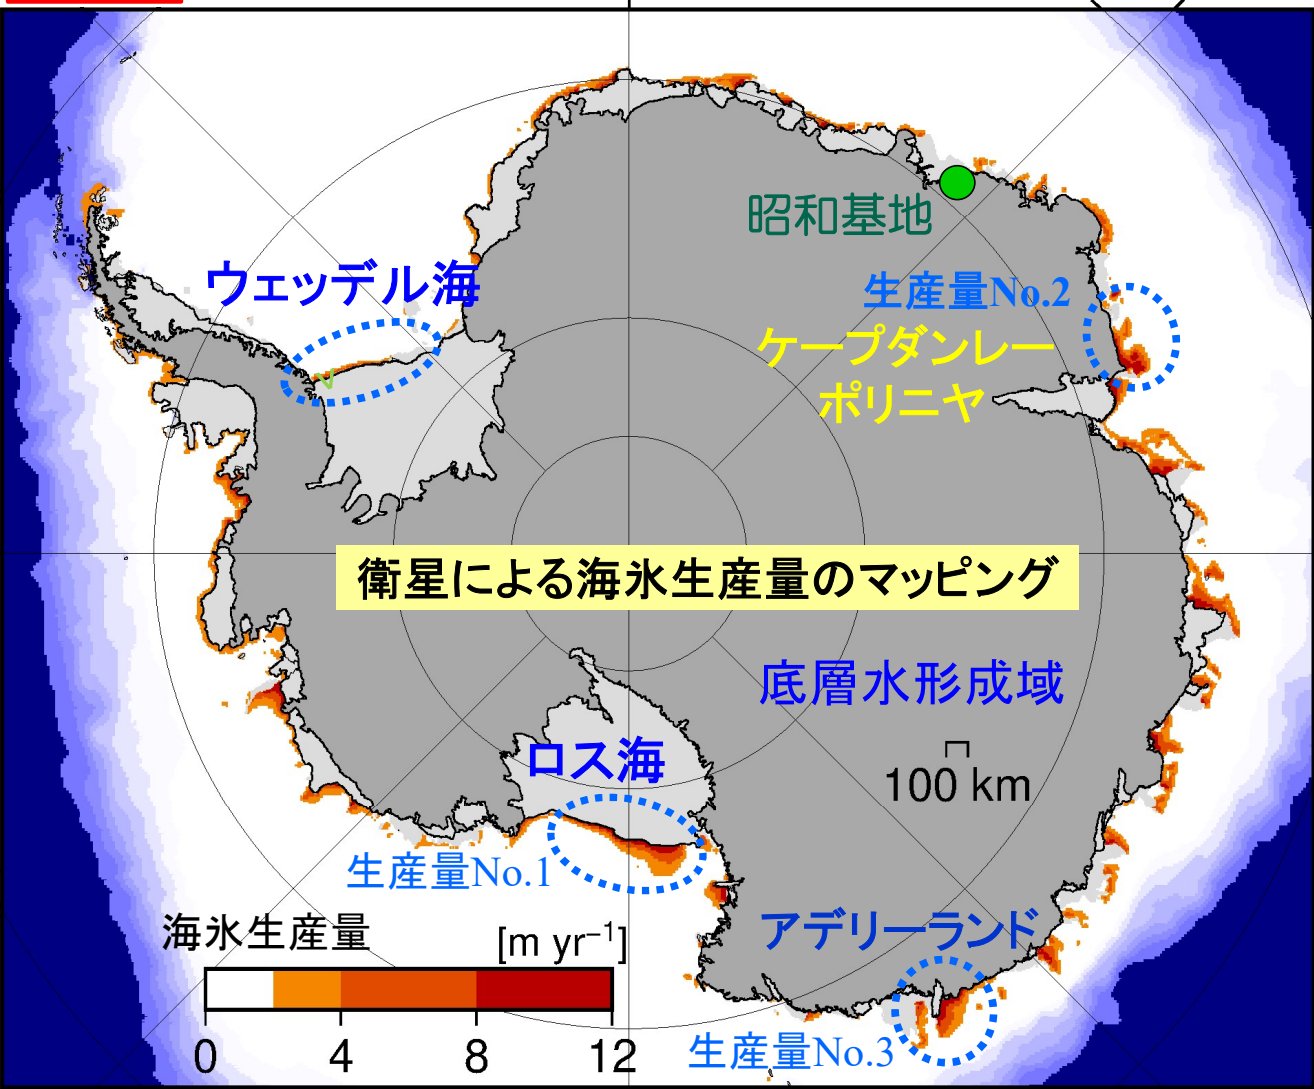 昭和基地
ウェッデル海
生産量No.2
ケープダンレー
ポリニヤ
衛星による海氷生産量のマッピング
底層水形成域
ロス海
100 km
生産量No.1
アデリーランド
海氷生産量 [m yr⁻¹]
0 4 8 12
生産量No.3